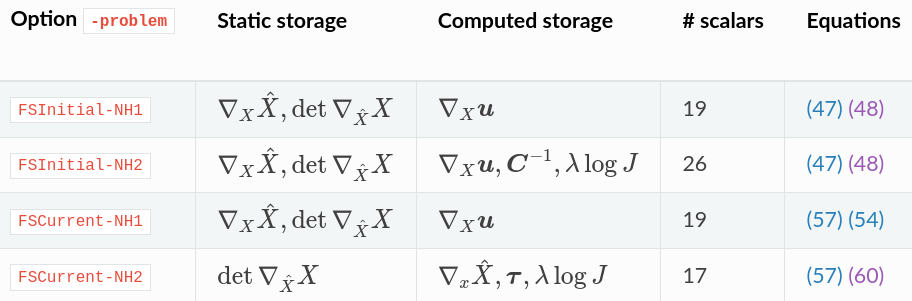 Option -problem Static storage Computed storage # scalars Equations
FSInitial-NH1 ∇_X X̂, det ∇_X̂ X ∇_X u 19 (47) (48)
FSInitial-NH2 ∇_X X̂, det ∇_X̂ X ∇_X u, C⁻¹, λ log J 26 (47) (48)
FSCurrent-NH1 ∇_X X̂, det ∇_X̂ X ∇_X u 19 (57) (54)
FSCurrent-NH2 det ∇_X̂ X ∇_x X̂, τ, λ log J 17 (57) (60)